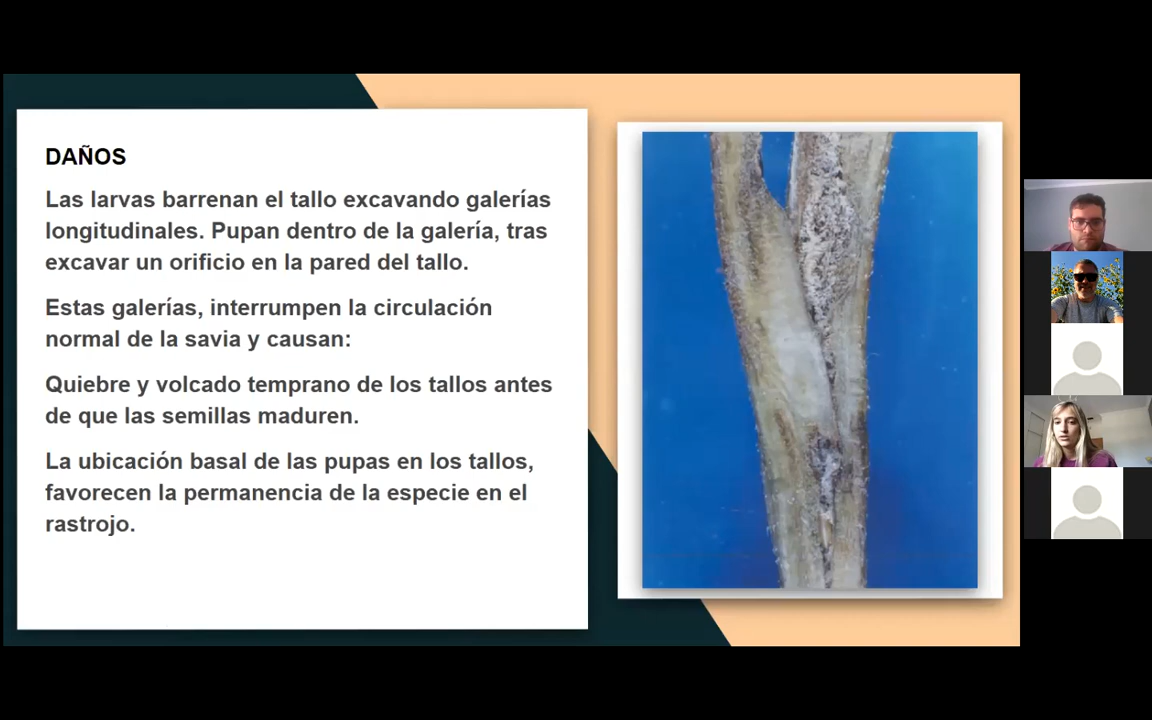 DAÑOS
Las larvas barrenan el tallo excavando galerías
longitudinales. Pupan dentro de la galería, tras
excavar un orificio en la pared del tallo.
Estas galerías, interrumpen la circulación
normal de la savia y causan:
Quiebre y volcado temprano de los tallos antes
de que las semillas maduren.
La ubicación basal de las pupas en los tallos,
favorecen la permanencia de la especie en el
rastrojo.